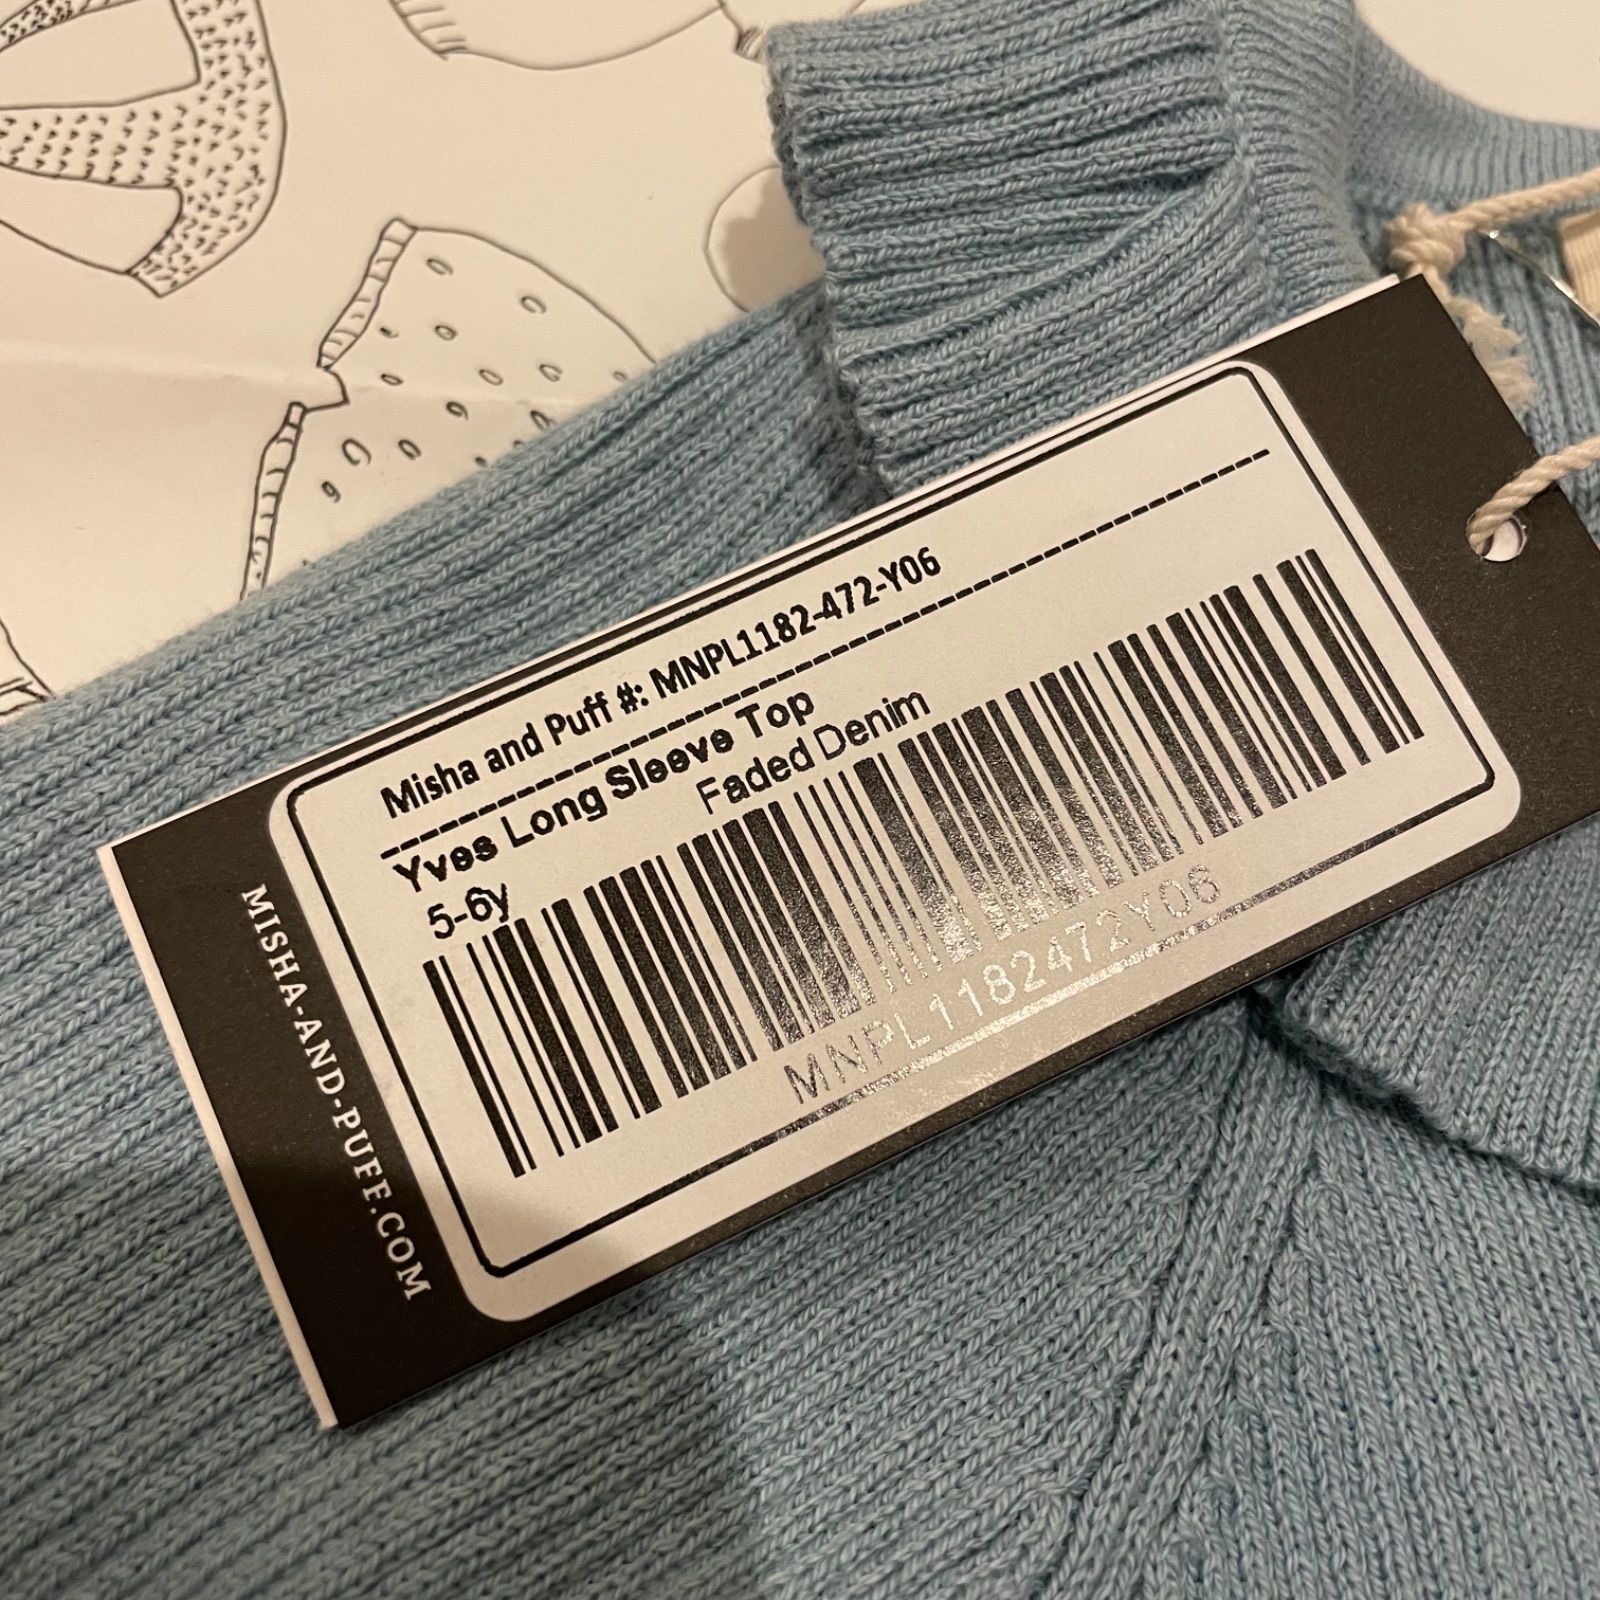 Misha and Puff #: MNPL1182-472-Y06
Yves Long Sleeve Top
Faded Denim
5-6y
MNPL1182472Y06
MISHA-AND-PUFF.COM